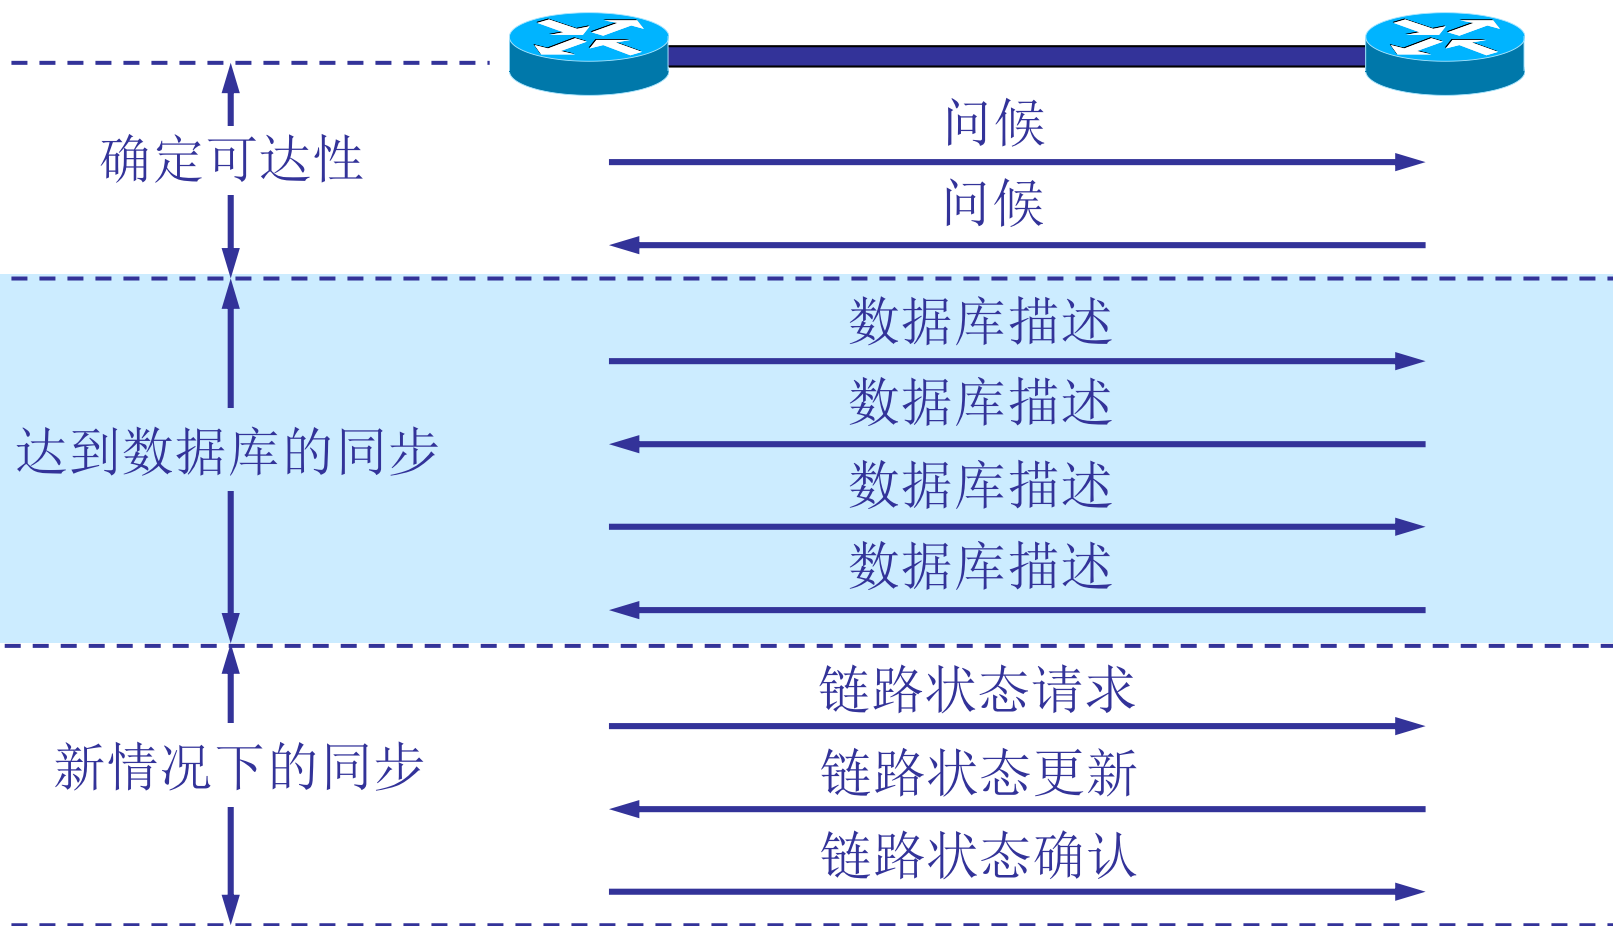 问候
确定可达性
问候
数据库描述
数据库描述
达到数据库的同步
数据库描述
数据库描述
链路状态请求
新情况下的同步
链路状态更新
链路状态确认